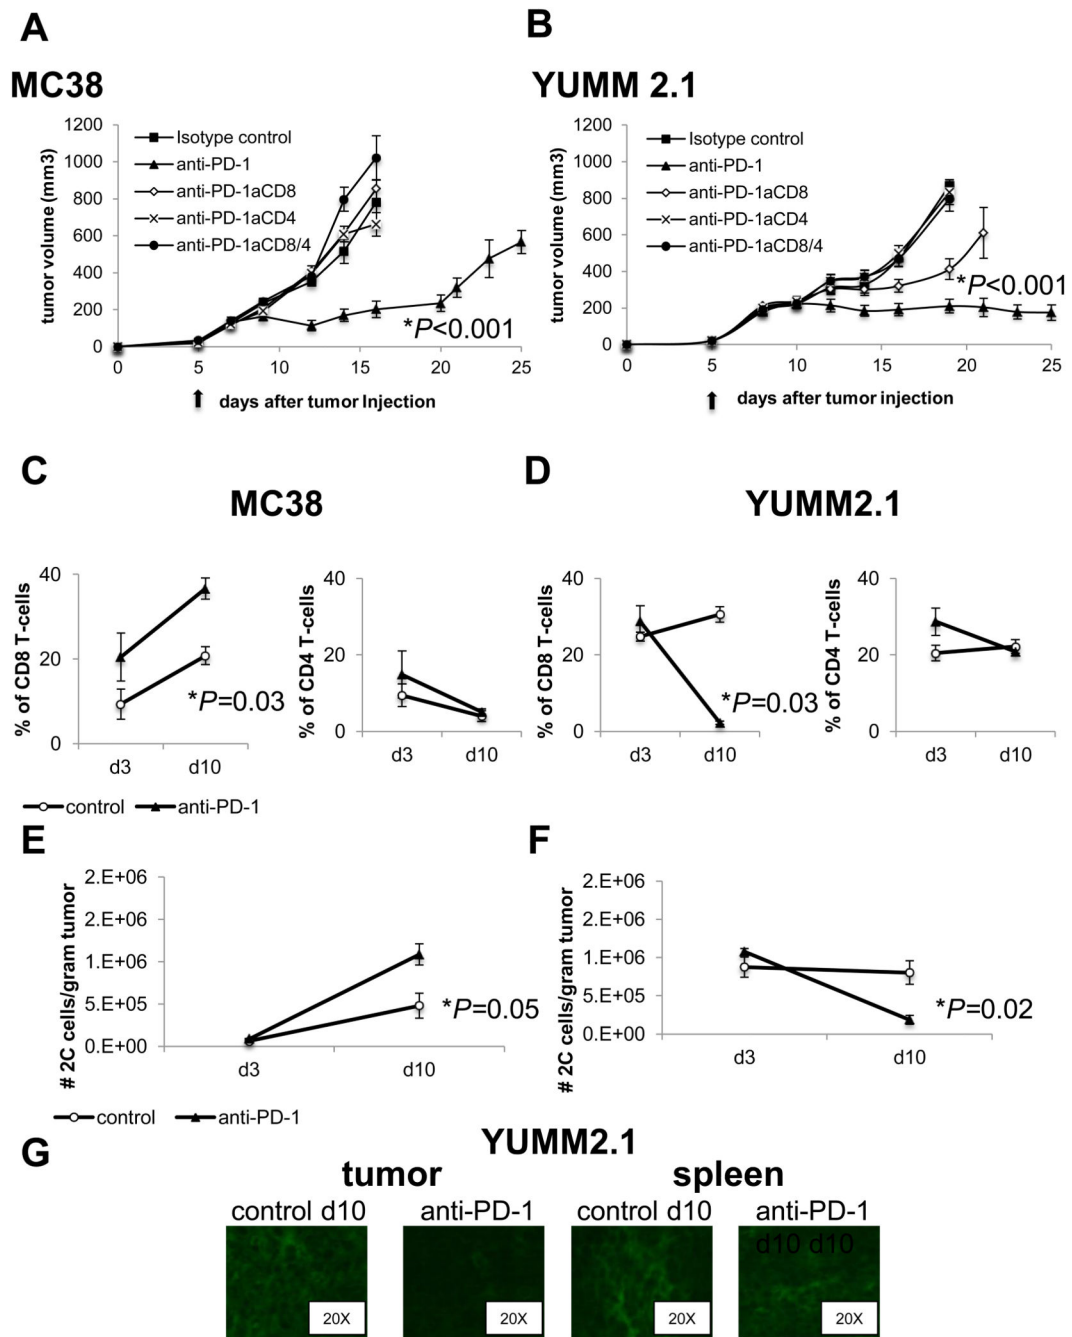 A
B
MC38
YUMM 2.1
tumor volume (mm3)
1200
1000
800
600
400
200
0
Isotype control
anti-PD-1
anti-PD-1aCD8
anti-PD-1aCD4
anti-PD-1aCD8/4
*P<0.001
0 5 10 15 20 25
days after tumor Injection
tumor volume (mm3)
1200
1000
800
600
400
200
0
Isotype control
anti-PD-1
anti-PD-1aCD8
anti-PD-1aCD4
anti-PD-1aCD8/4
*P<0.001
0 5 10 15 20 25
days after tumor injection
C
D
MC38
YUMM2.1
% of CD8 T-cells
40
20
0
*P=0.03
d3 d10
% of CD4 T-cells
40
20
0
d3 d10
% of CD8 T-cells
40
20
0
*P=0.03
d3 d10
% of CD4 T-cells
40
20
0
d3 d10
control anti-PD-1
E
F
# 2C cells/gram tumor
2.E+06
2.E+06
1.E+06
5.E+05
0.E+00
*P=0.05
d3 d10
# 2C cells/gram tumor
2.E+06
2.E+06
1.E+06
5.E+05
0.E+00
*P=0.02
d3 d10
control anti-PD-1
G
YUMM2.1
tumor spleen
control d10 anti-PD-1 control d10 anti-PD-1
d10 d10
20X 20X 20X 20X